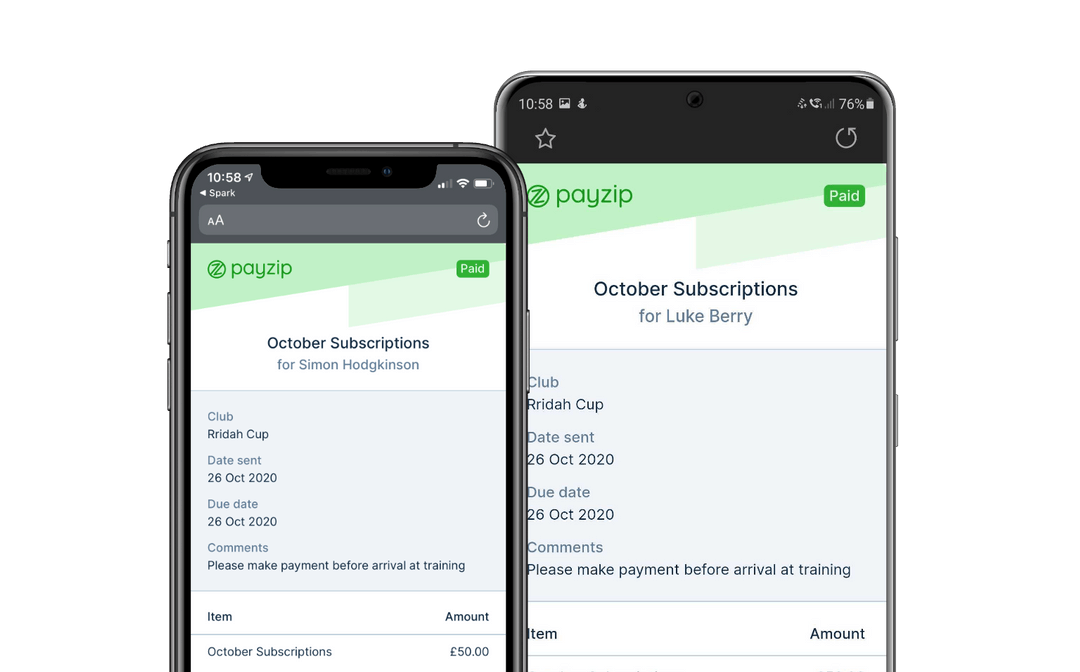 10:58
Spark
AA
payzip
Paid
October Subscriptions
for Simon Hodgkinson
Club
Rridah Cup
Date sent
26 Oct 2020
Due date
26 Oct 2020
Comments
Please make payment before arrival at training
Item Amount
October Subscriptions £50.00
10:58 76%
payzip
Paid
October Subscriptions
for Luke Berry
Club
Rridah Cup
Date sent
26 Oct 2020
Due date
26 Oct 2020
Comments
Please make payment before arrival at training
Item Amount